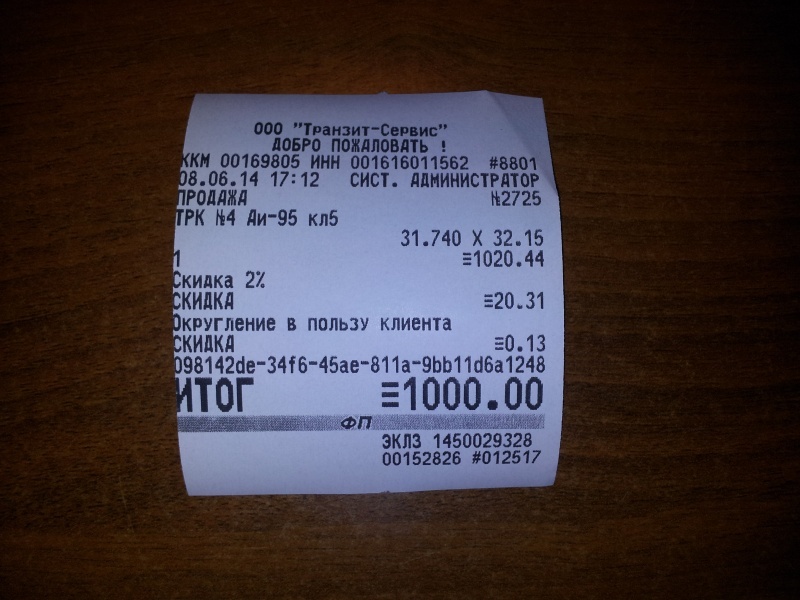 ООО "Транзит-Сервис"
ДОБРО ПОЖАЛОВАТЬ !
ККМ 00169805 ИНН 001616011562 #8801
08.06.14 17:12 СИСТ. АДМИНИСТРАТОР
ПРОДАЖА №2725
ТРК №4 Аи-95 кл5
31.740 X 32.15
1 ≡1020.44
Скидка 2%
СКИДКА ≡20.31
Округление в пользу клиента
СКИДКА ≡0.13
098142de-34f6-45ae-811a-9bb11d6a1248
ИТОГ ≡1000.00
ФП
ЭКЛЗ 1450029328
00152826 #012517